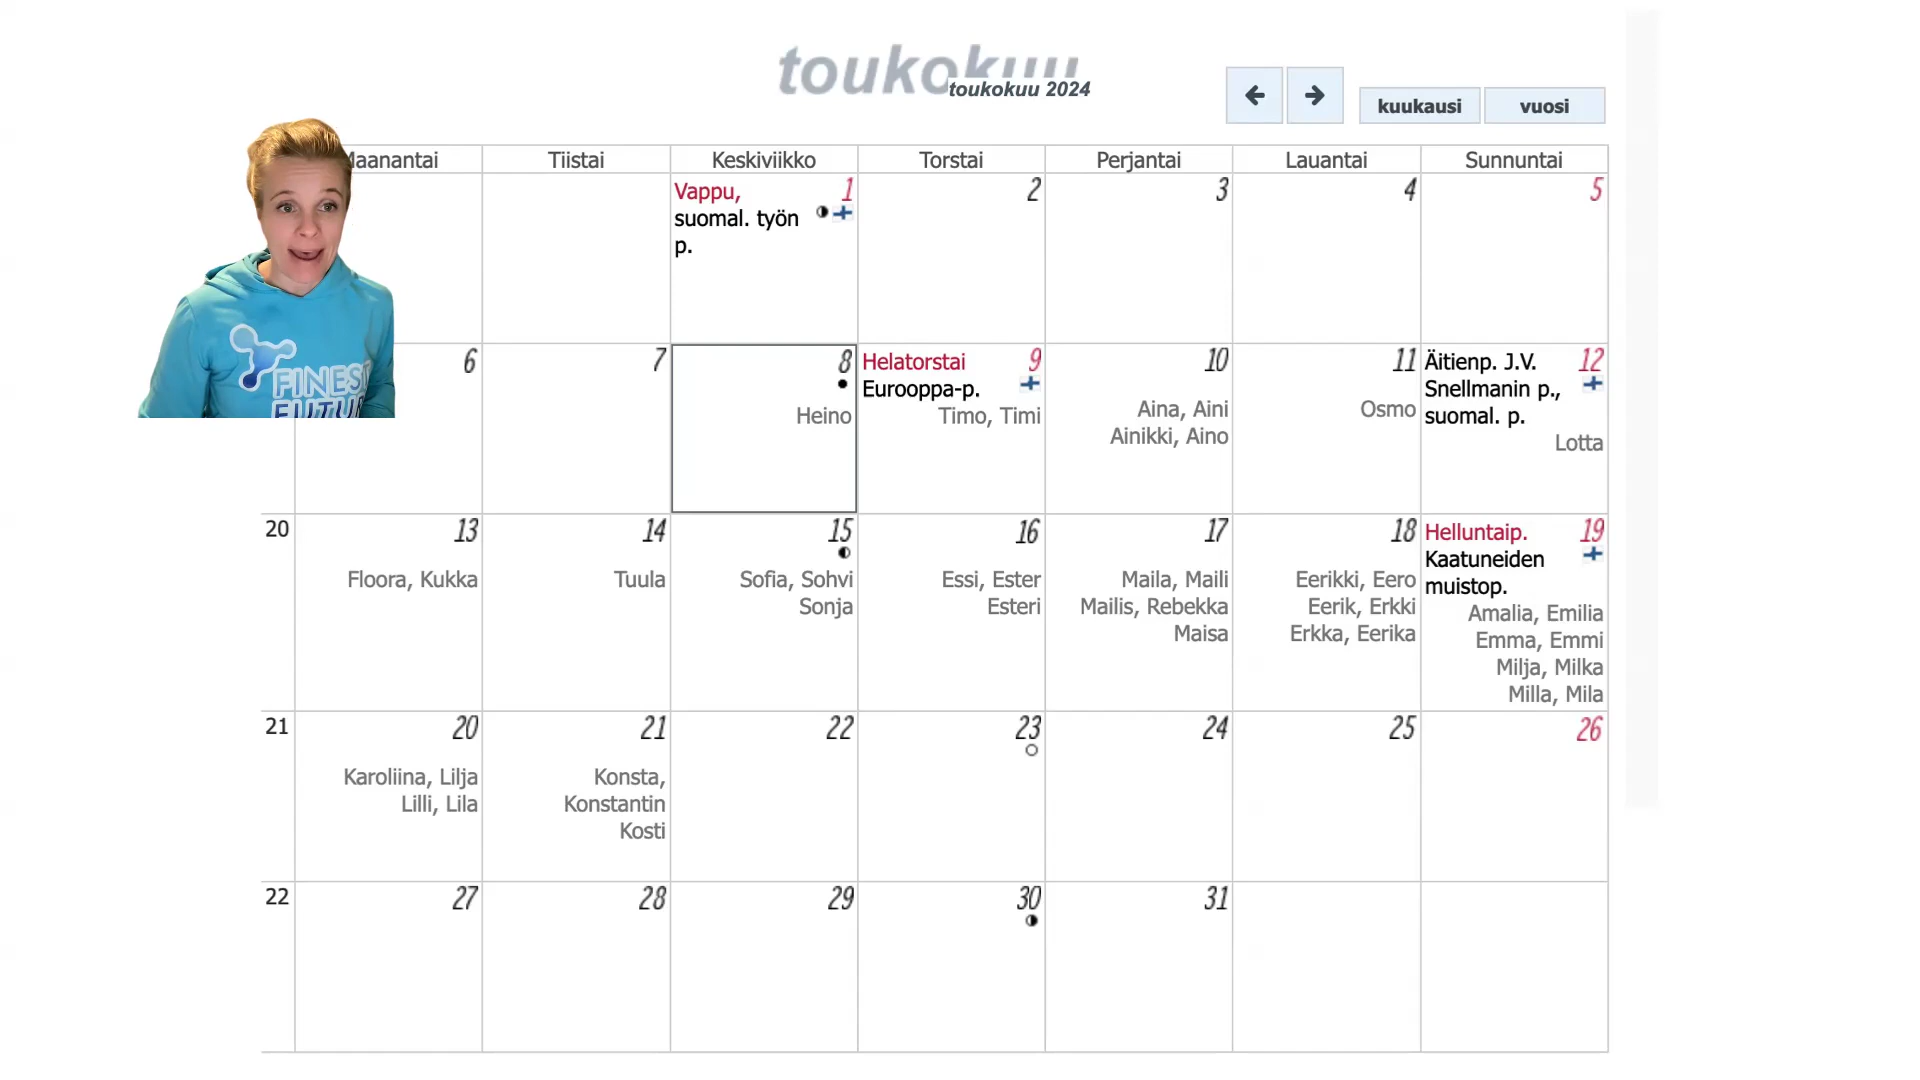 toukokuu
toukokuu 2024
kuukausi
vuosi
Maanantai
Tiistai
Keskiviikko
Torstai
Perjantai
Lauantai
Sunnuntai
Vappu,
1
suomal. työn
p.
2
3
4
5
6
7
8
Heino
Helatorstai
9
Eurooppa-p.
Timo, Timi
10
Aina, Aini
Ainikki, Aino
11
Osmo
Äitienp. J.V.
12
Snellmanin p.,
suomal. p.
Lotta
FINEST
FUTU
20
13
Floora, Kukka
14
Tuula
15
Sofia, Sohvi
Sonja
16
Essi, Ester
Esteri
17
Maila, Maili
Mailis, Rebekka
Maisa
18
Eerikki, Eero
Eerik, Erkki
Erkka, Eerika
Helluntaip.
19
Kaatuneiden
muistop.
Amalia, Emilia
Emma, Emmi
Milja, Milka
Milla, Mila
21
20
Karoliina, Lilja
Lilli, Lila
21
Konsta,
Konstantin
Kosti
22
23
24
25
26
22
27
28
29
30
31